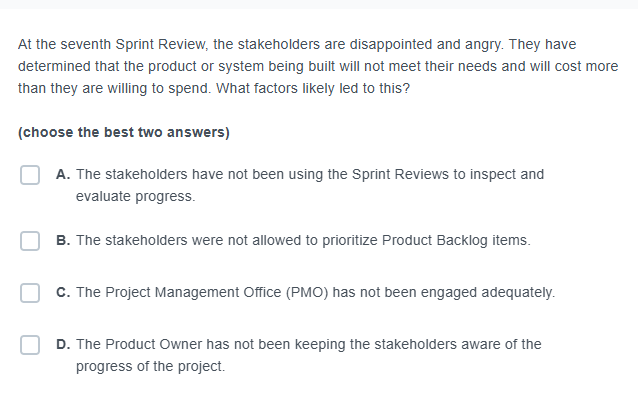 At the seventh Sprint Review, the stakeholders are disappointed and angry. They have
determined that the product or system being built will not meet their needs and will cost more
than they are willing to spend. What factors likely led to this?
(choose the best two answers)
A. The stakeholders have not been using the Sprint Reviews to inspect and
evaluate progress.
B. The stakeholders were not allowed to prioritize Product Backlog items.
C. The Project Management Office (PMO) has not been engaged adequately.
D. The Product Owner has not been keeping the stakeholders aware of the
progress of the project.